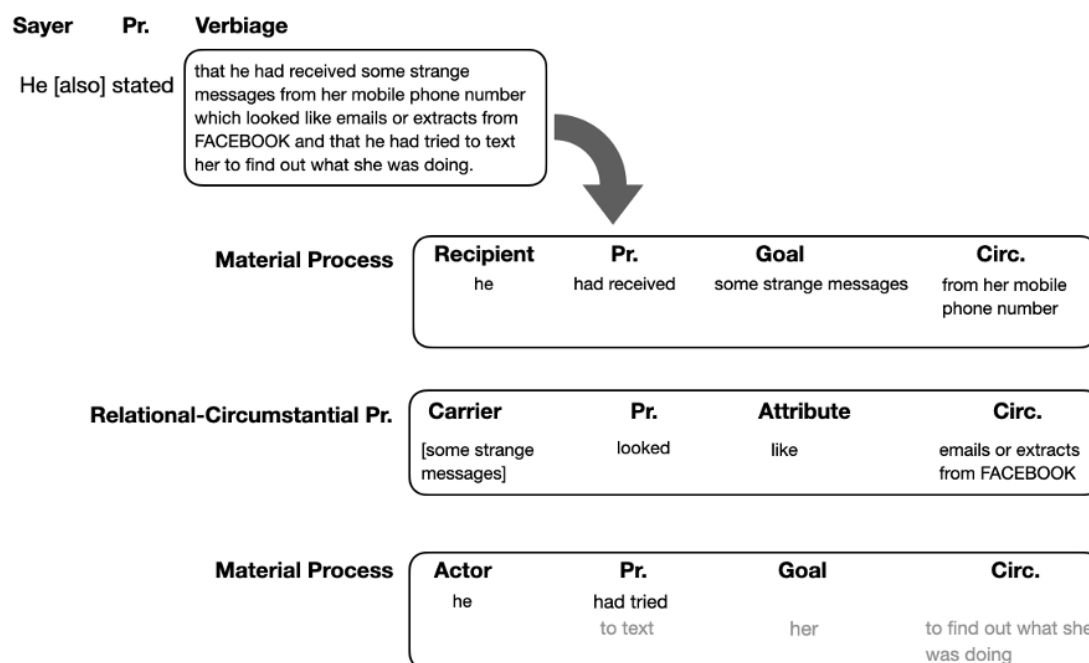 Sayer Pr. Verbiage
He [also] stated
that he had received some strange
messages from her mobile phone number
which looked like emails or extracts from
FACEBOOK and that he had tried to text
her to find out what she was doing.
Material Process
Recipient Pr. Goal Circ.
he had received some strange messages from her mobile
phone number
Relational-Circumstantial Pr.
Carrier Pr. Attribute Circ.
[some strange looked like emails or extracts
messages] from FACEBOOK
Material Process
Actor Pr. Goal Circ.
he had tried
to text her to find out what she
was doing